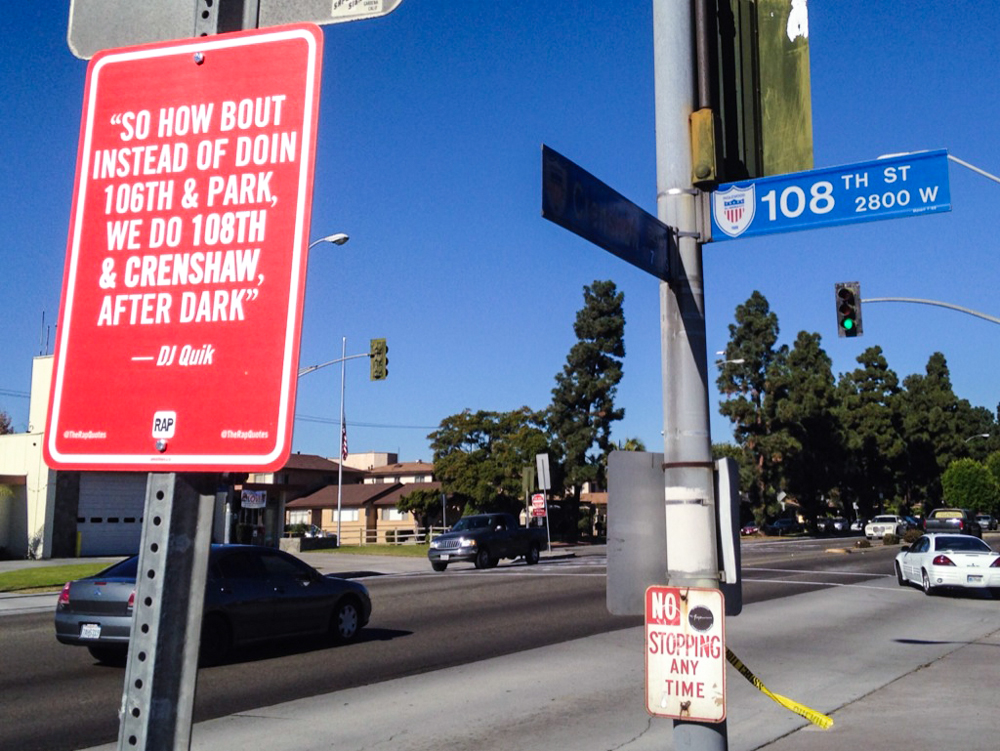 “SO HOW BOUT
INSTEAD OF DOIN
106TH & PARK,
WE DO 108TH
& CRENSHAW,
AFTER DARK”
— DJ Quik
RAP
@TheRapQuotes
@TheRapQuotes
108 TH ST
2800 W
NO
STOPPING
ANY
TIME